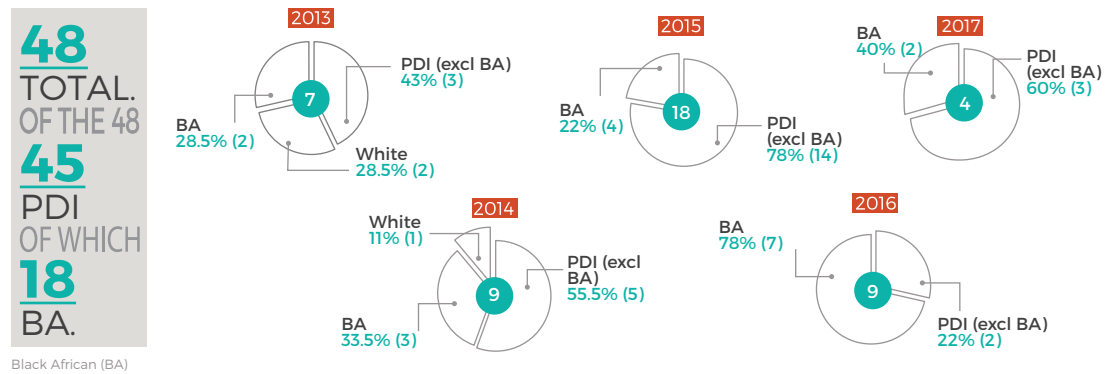 48
TOTAL.
OF THE 48
45
PDI
OF WHICH
18
BA.
Black African (BA)
2013
7
PDI (excl BA)
43% (3)
BA
28.5% (2)
White
28.5% (2)
2015
18
BA
22% (4)
PDI
(excl BA)
78% (14)
2017
4
BA
40% (2)
PDI
(excl BA)
60% (3)
2014
9
White
11% (1)
PDI (excl
BA)
55.5% (5)
BA
33.5% (3)
2016
9
BA
78% (7)
PDI (excl BA)
22% (2)